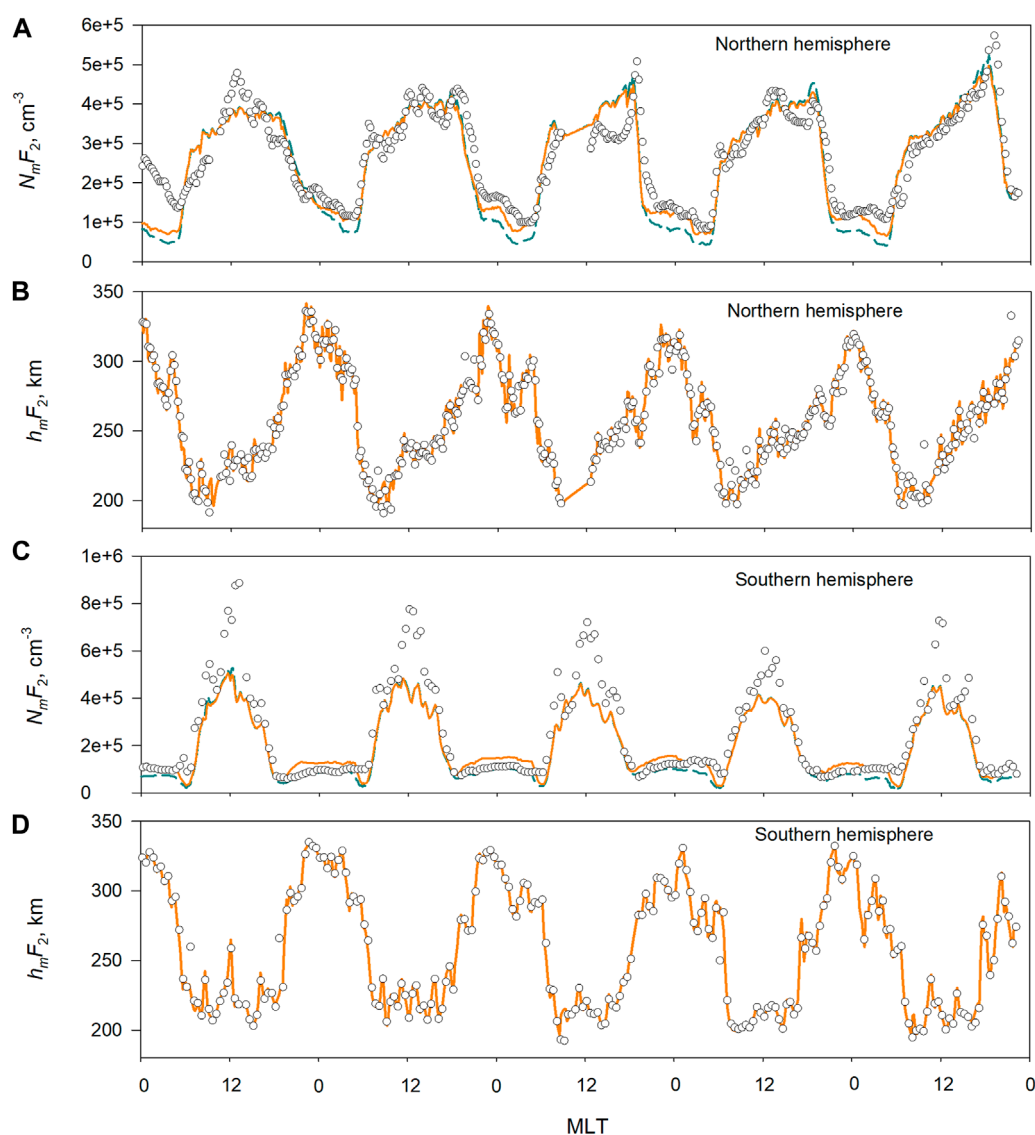 A
6e+5
Northern hemisphere
5e+5
4e+5
3e+5
2e+5
1e+5
0
NmF2, cm-3
B
350
Northern hemisphere
300
250
200
hmF2, km
C
1e+6
Southern hemisphere
8e+5
6e+5
4e+5
2e+5
0
NmF2, cm-3
D
350
Southern hemisphere
300
250
200
hmF2, km
0 12 0 12 0 12 0 12 0 12 0
MLT